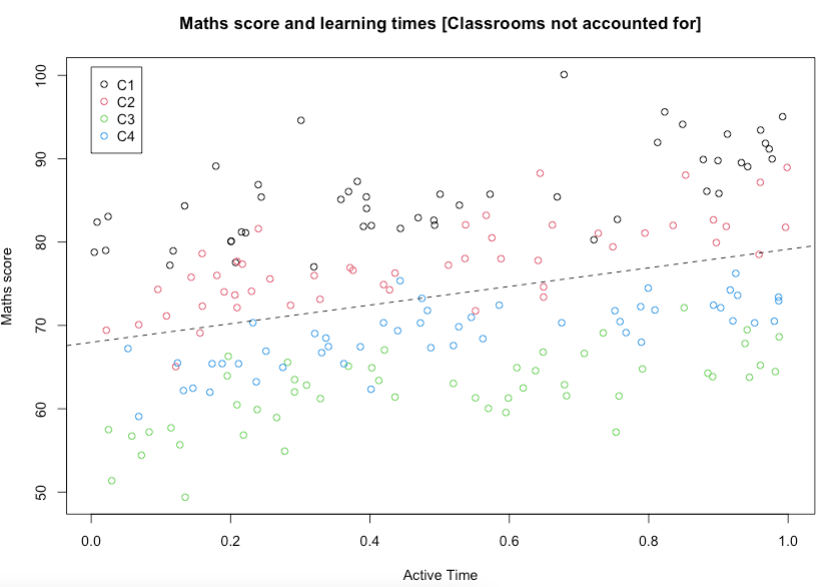 Maths score and learning times [Classrooms not accounted for]
C1
C2
C3
C4
100
90
80
70
60
50
Maths score
0.0 0.2 0.4 0.6 0.8 1.0
Active Time